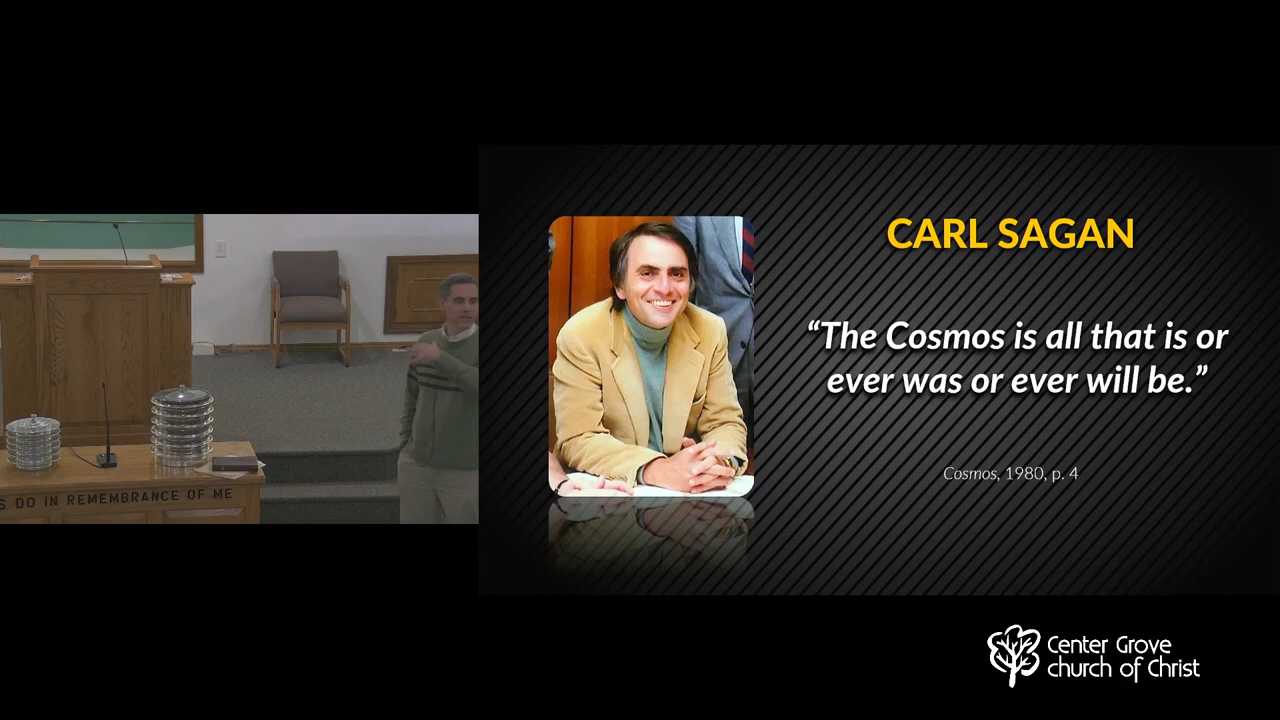 S DO IN REMEMBRANCE OF ME
CARL SAGAN
“The Cosmos is all that is or
ever was or ever will be.”
Cosmos, 1980, p. 4
Center Grove
church of Christ